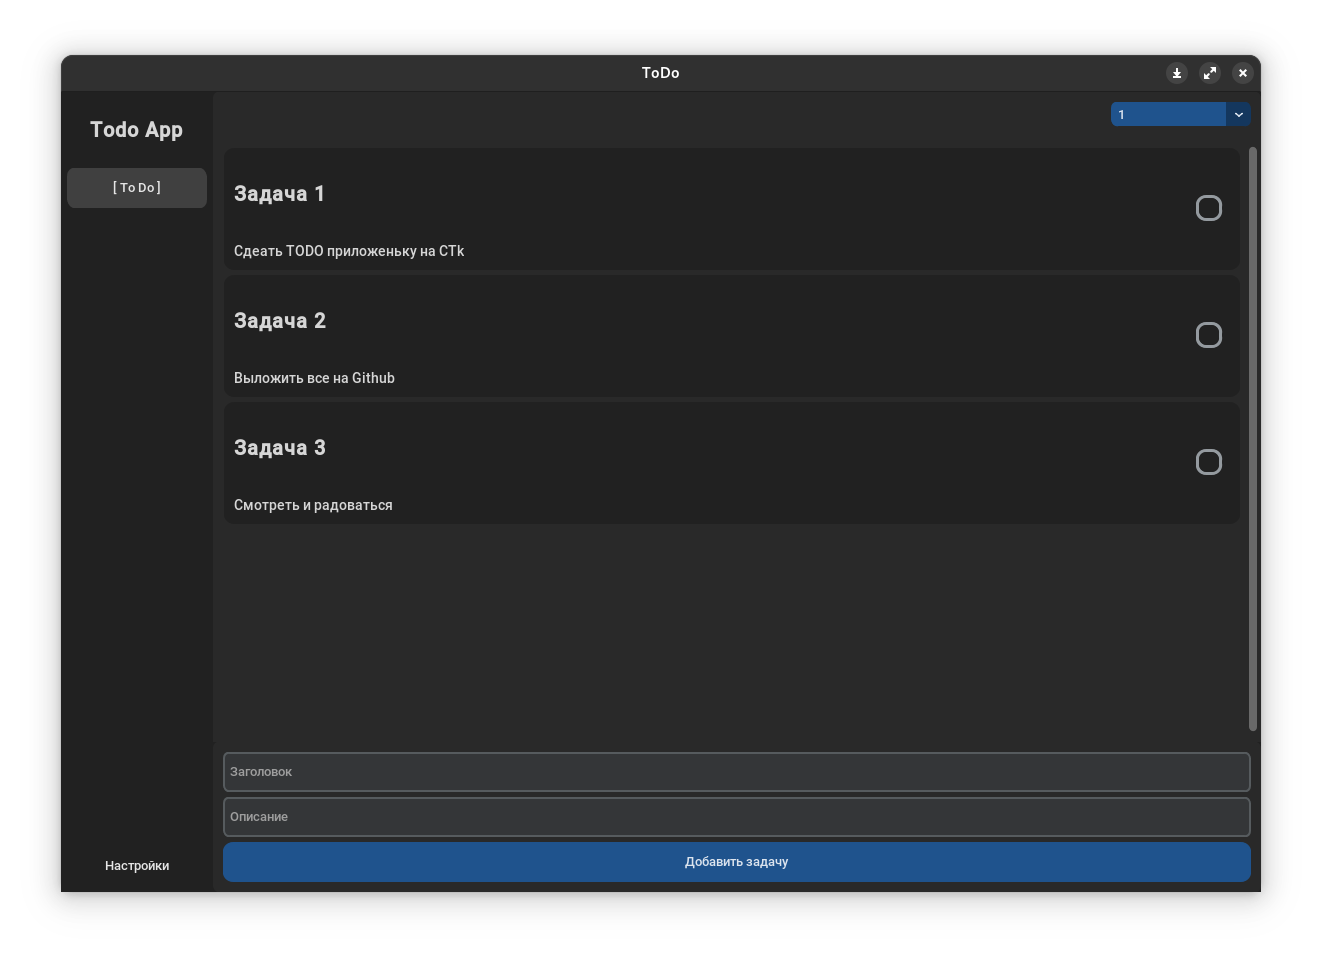 ToDo
Todo App
[ To Do ]
1
Задача 1
Сдеать TODO приложеньку на CTk
Задача 2
Выложить все на Github
Задача 3
Смотреть и радоваться
Заголовок
Описание
Добавить задачу
Настройки